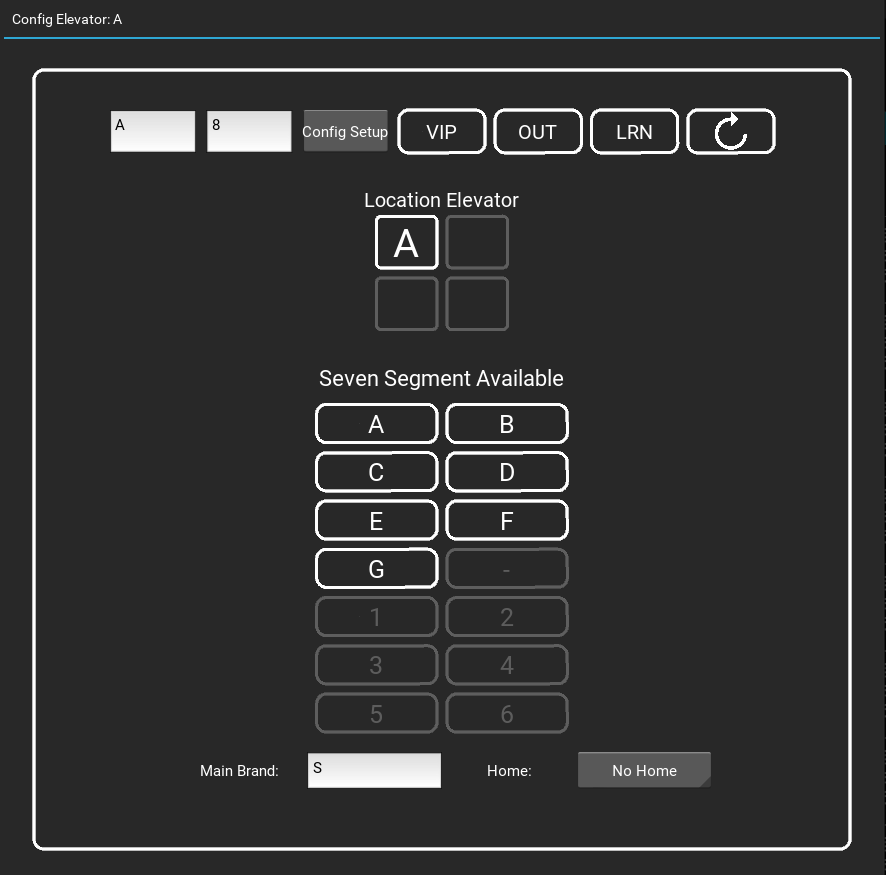 Config Elevator: A
A 8 Config Setup VIP OUT LRN
Location Elevator
A
Seven Segment Available
A B
C D
E F
G -
1 2
3 4
5 6
Main Brand: S Home: No Home